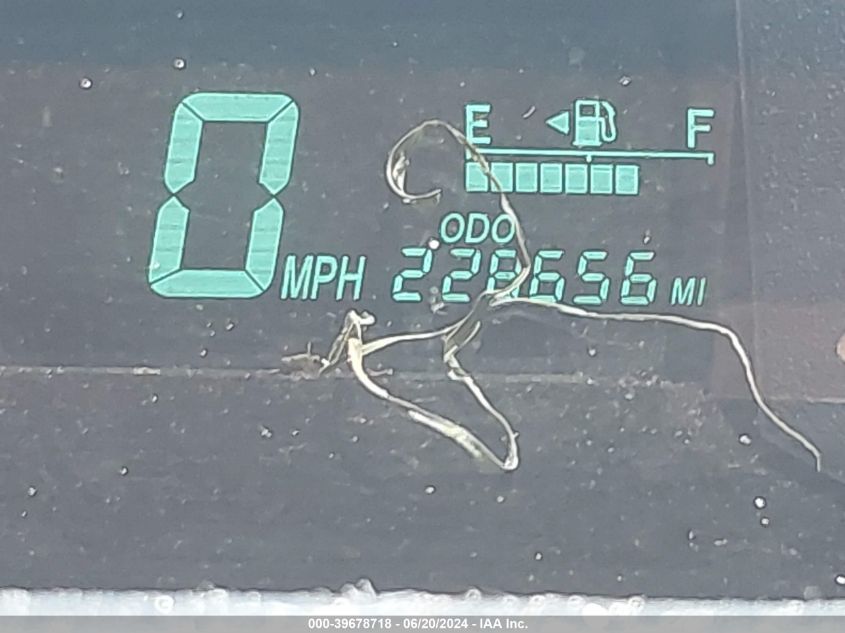 E F
ODO
0 MPH 228656 MI
000-39678718 - 06/20/2024 - IAA Inc.